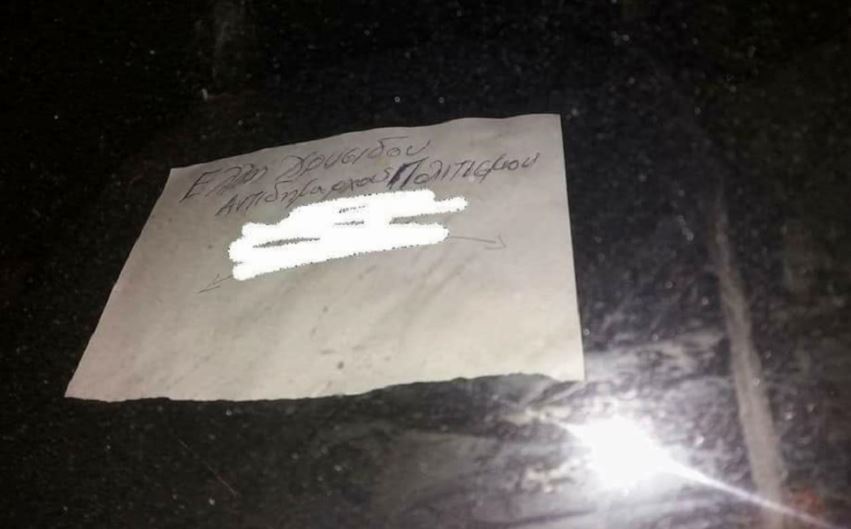 Ελλη Χρυσιδου
Αντιδημαρχος Πολιτισμου